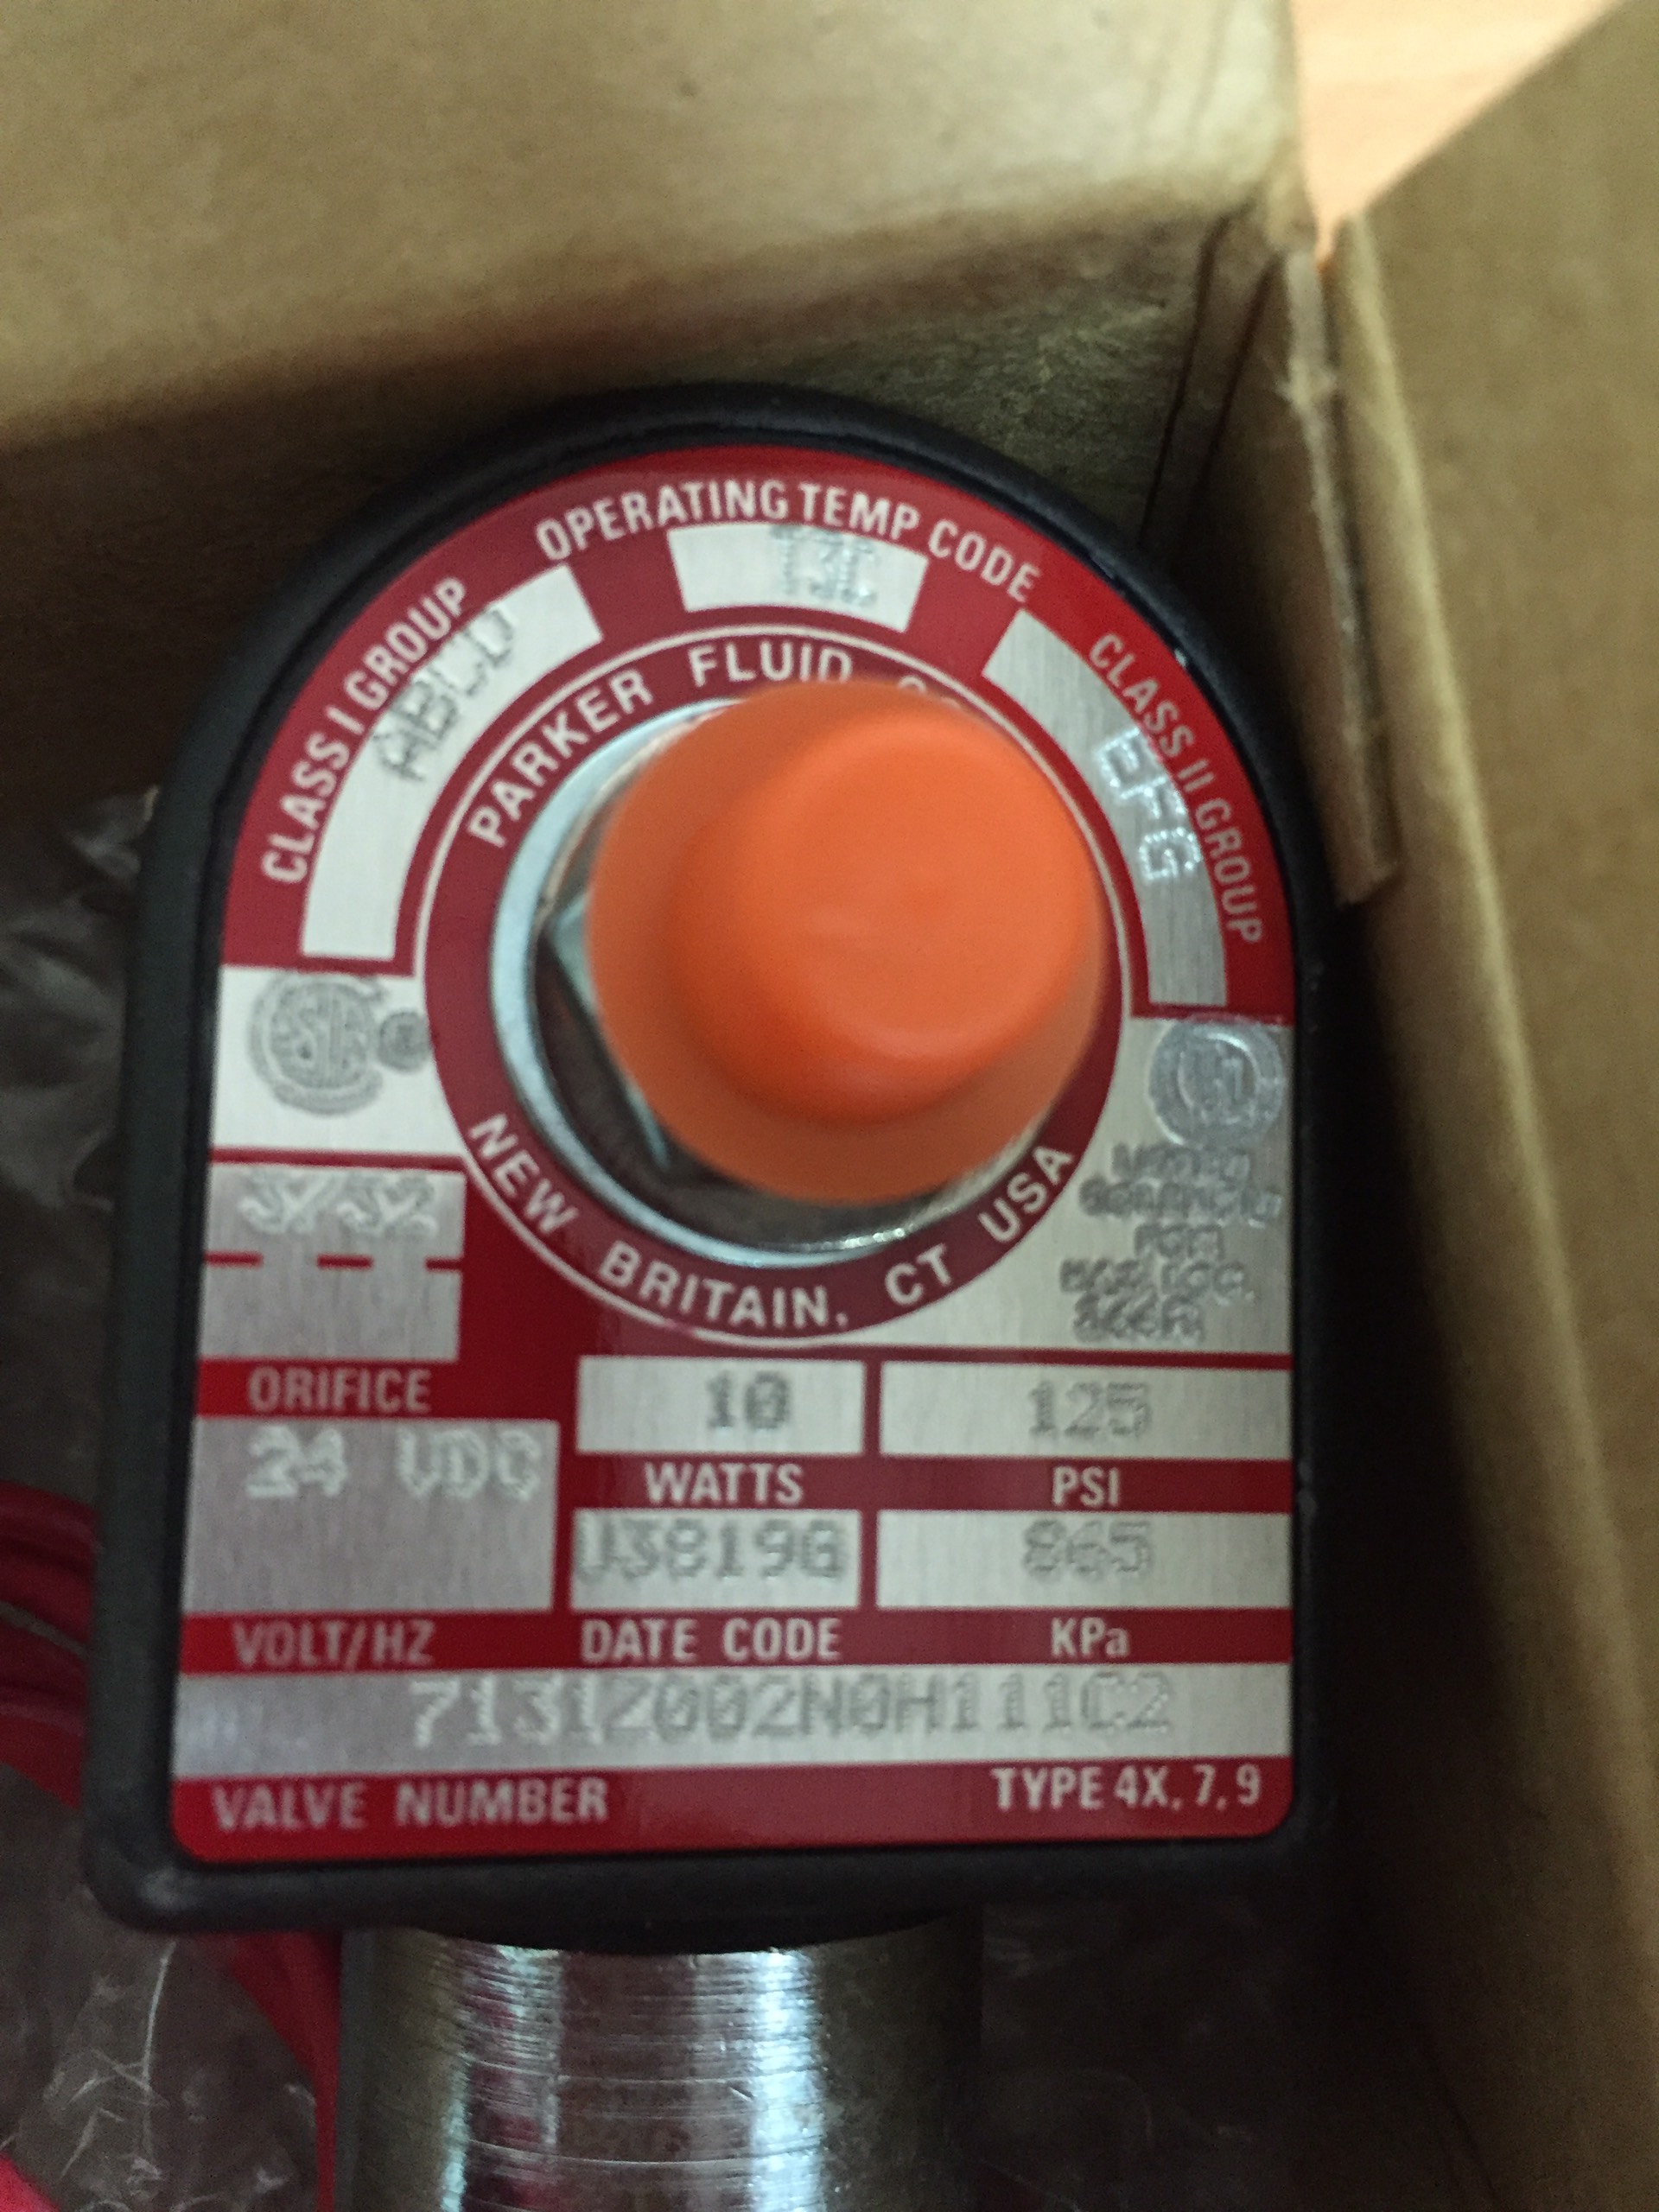 OPERATING TEMP CODE
T3C
CLASS I GROUP
ABCD
CLASS II GROUP
EFG
PARKER FLUID
NEW BRITAIN, CT USA
3/32
ORIFICE
10
WATTS
125
PSI
24 VDC
VOLT/HZ
J3819G
DATE CODE
865
KPa
71312002N0H111C2
VALVE NUMBER
TYPE 4X, 7, 9